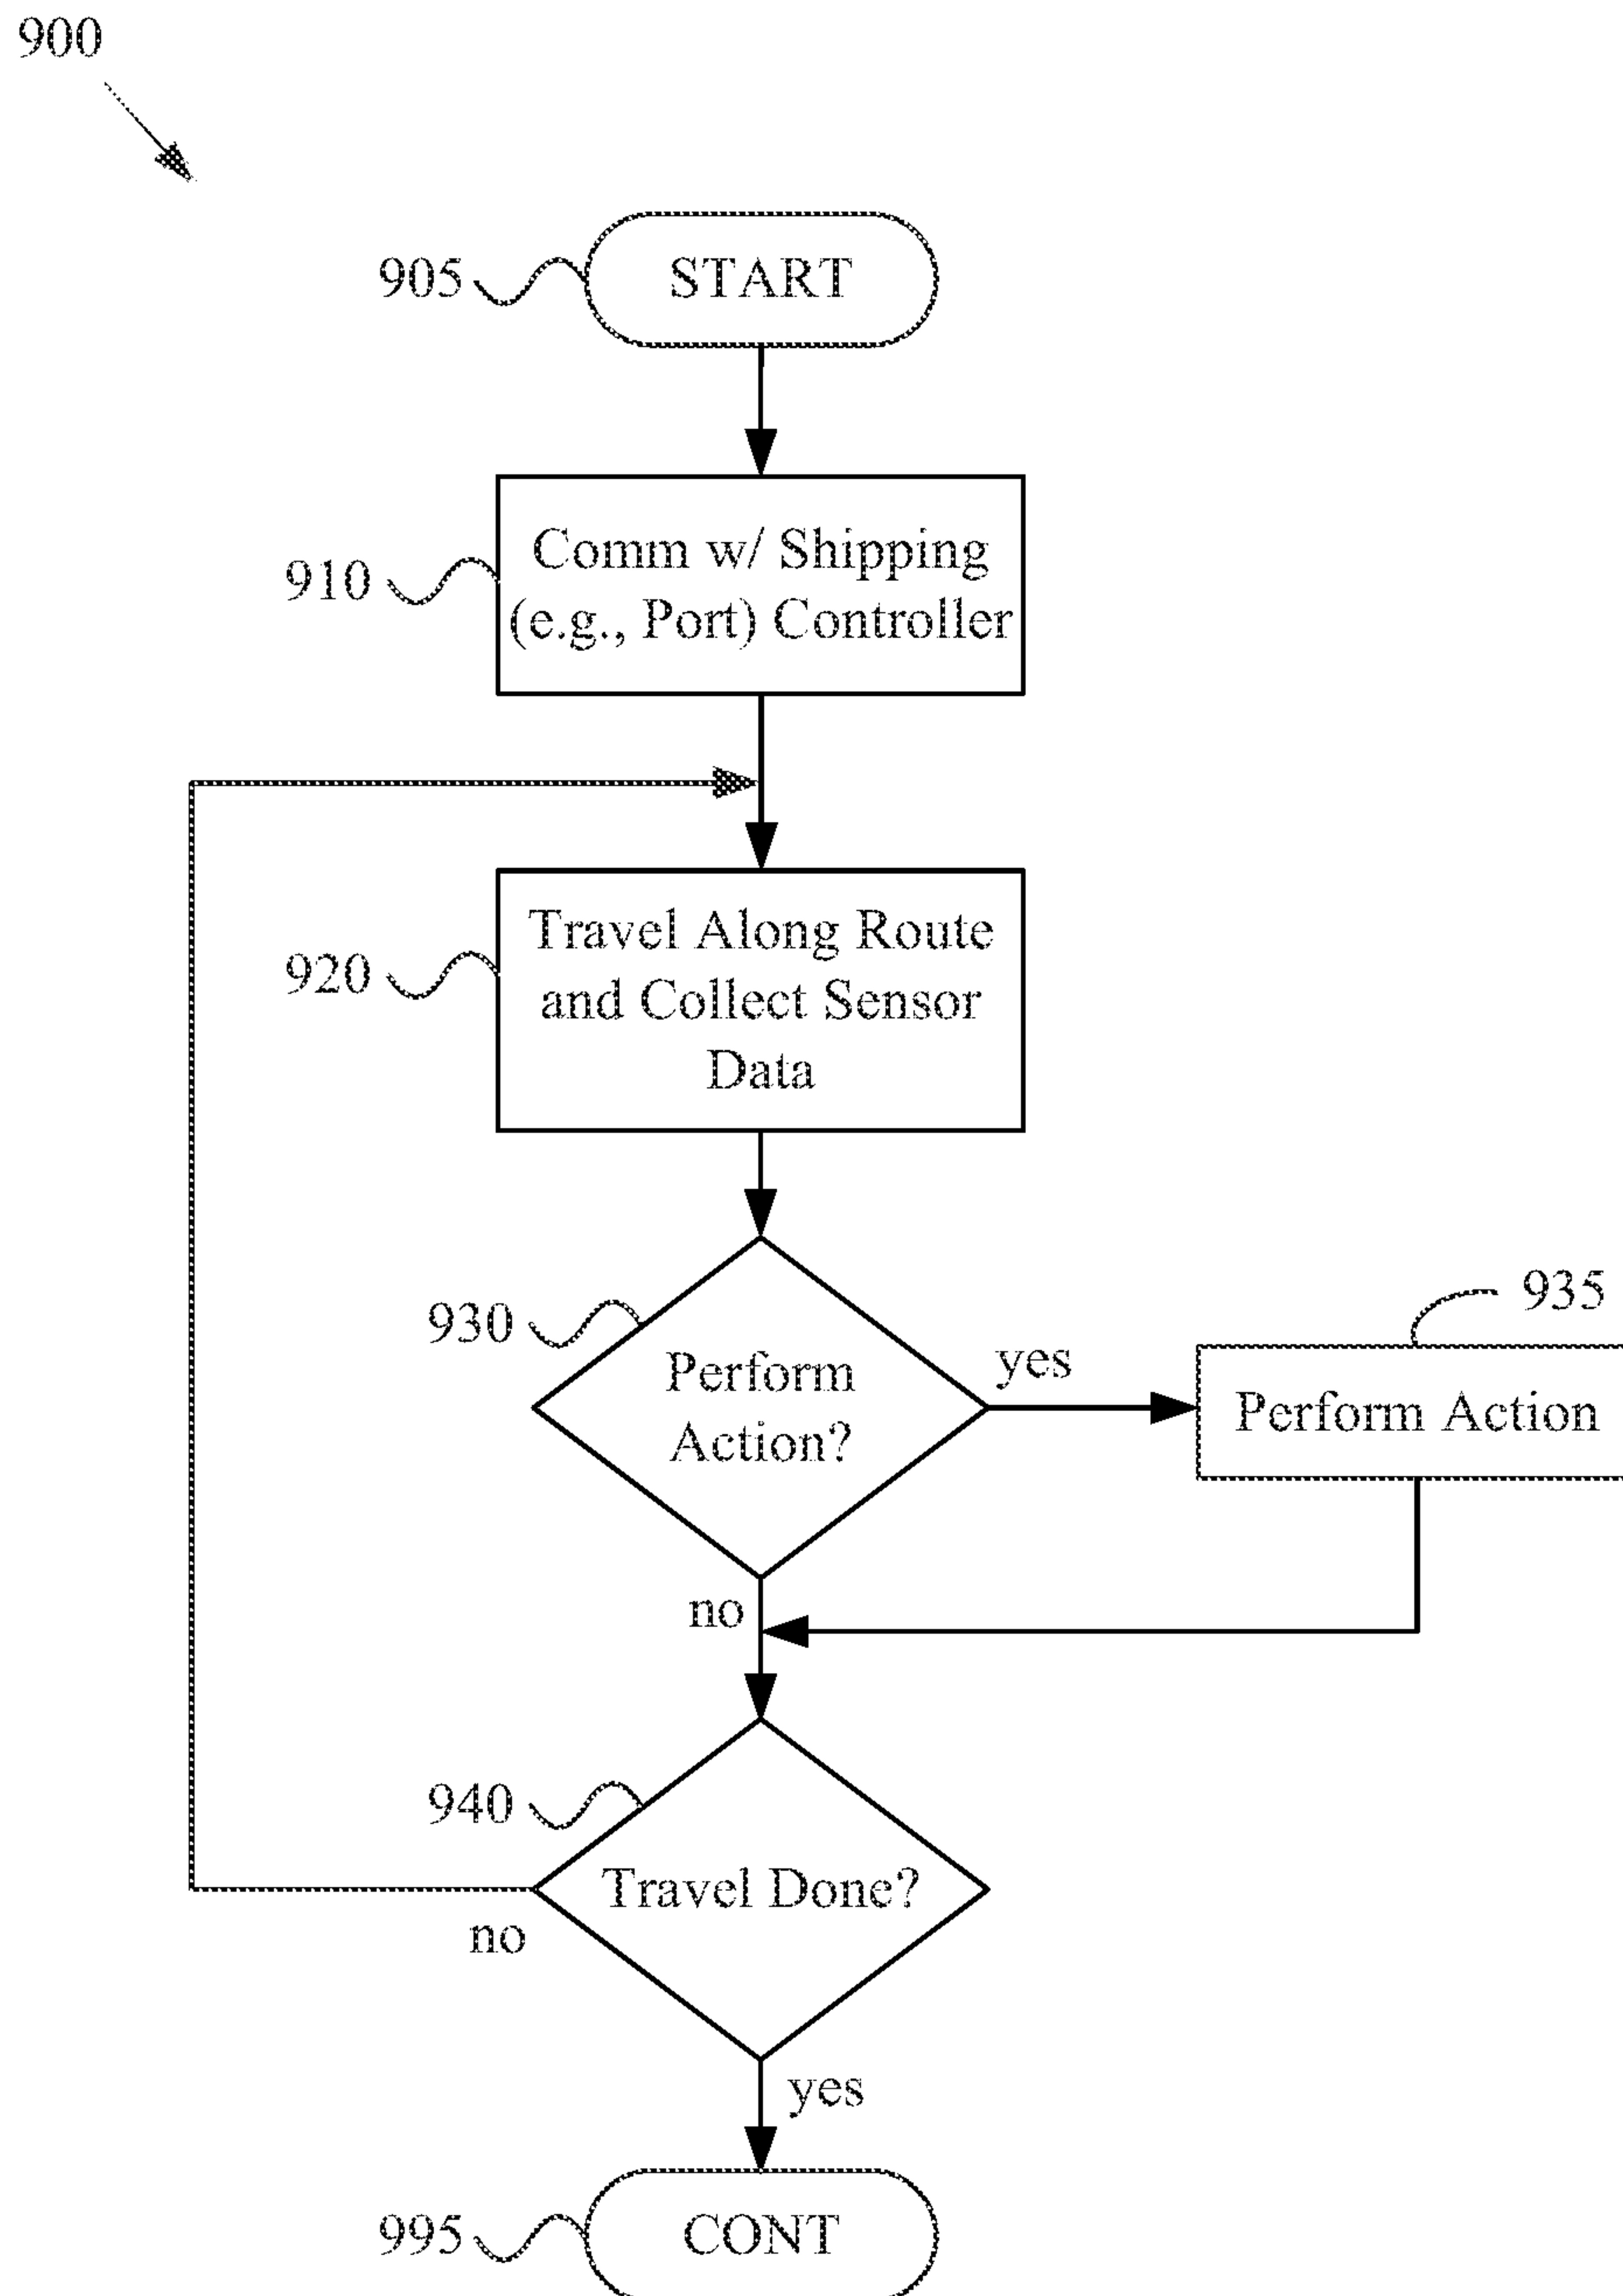 900
905
START
910
Comm w/ Shipping
(e.g., Port) Controller
920
Travel Along Route
and Collect Sensor
Data
930
Perform
Action?
yes
935
Perform Action
no
940
Travel Done?
no
yes
995
CONT